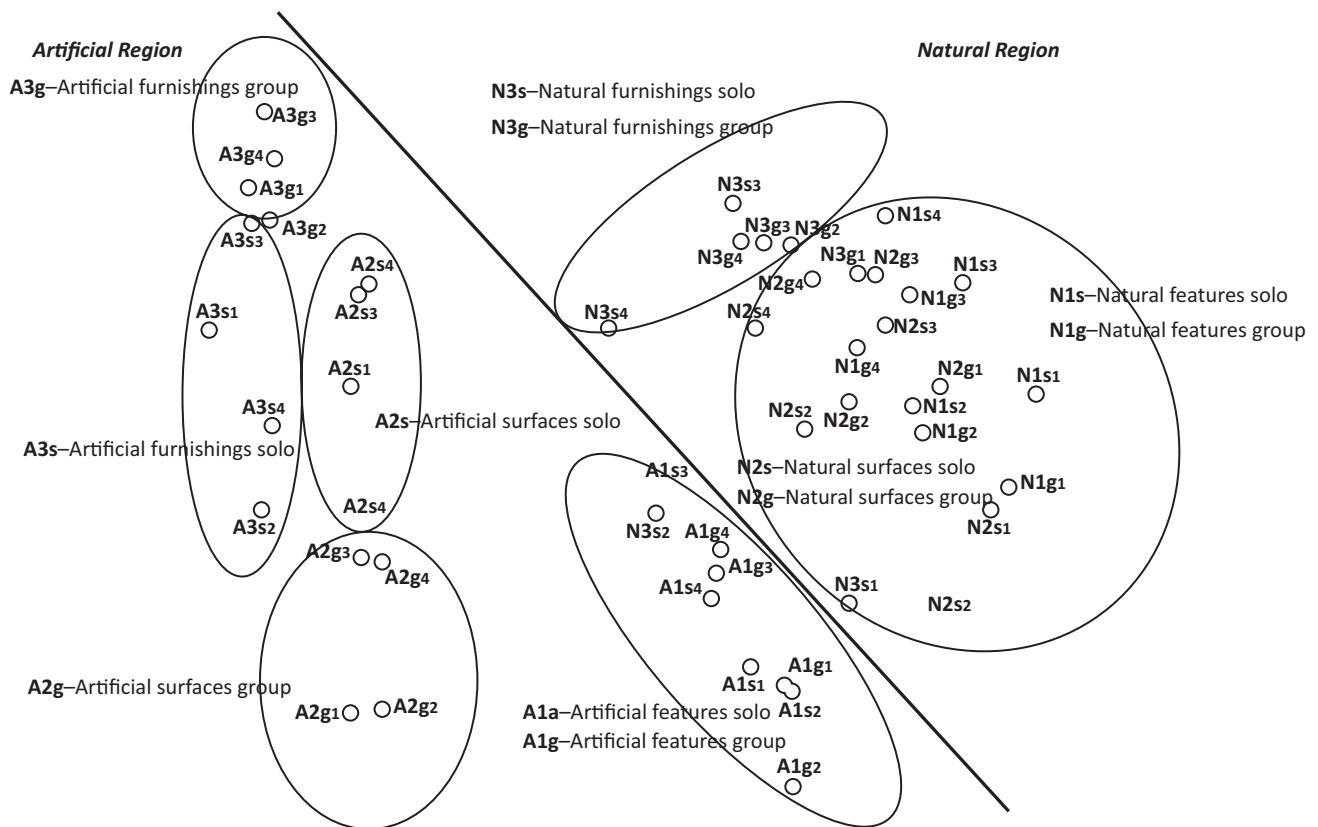 Artificial Region
Natural Region
A3g–Artificial furnishings group
N3s–Natural furnishings solo
A3g3
N3g–Natural furnishings group
A3g4
A3g1
N3s3
N1s4
A3g2
N3g3
N3g2
A3s3
N3g4
N3g1
N2g3
A2s4
N1s3
N2g4
N1g3
N1s–Natural features solo
A3s1
A2s3
N3s4
N2s4
N2s3
N1g–Natural features group
N1g4
A2s1
N2g1
N1s1
A3s4
N2s2
N1s2
A2s–Artificial surfaces solo
N2g2
N1g2
A3s–Artificial furnishings solo
A1s3
N2s–Natural surfaces solo
N1g1
N2g–Natural surfaces group
A2s4
A3s2
N3s2
A1g4
N2s1
A2g3
A1g3
A2g4
A1s4
N3s1
N2s2
A1g1
A2g–Artificial surfaces group
A1s1
A2g1
A2g2
A1a–Artificial features solo
A1s2
A1g–Artificial features group
A1g2